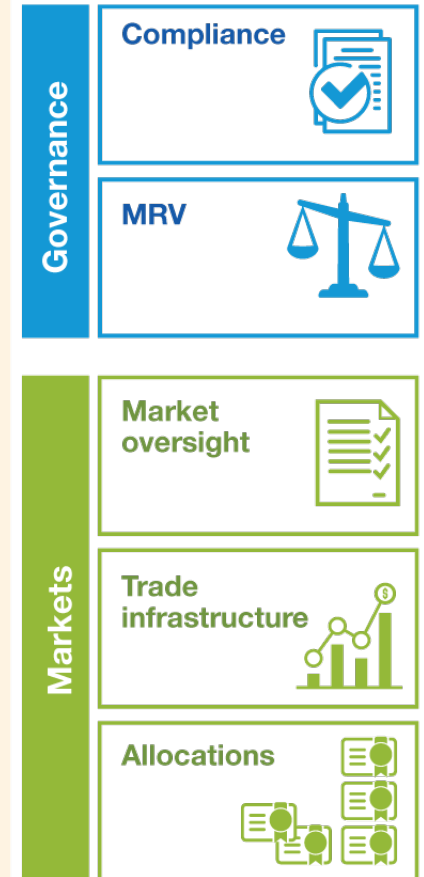 Governance
Compliance
MRV
Markets
Market
oversight
Trade
infrastructure
$
Allocations